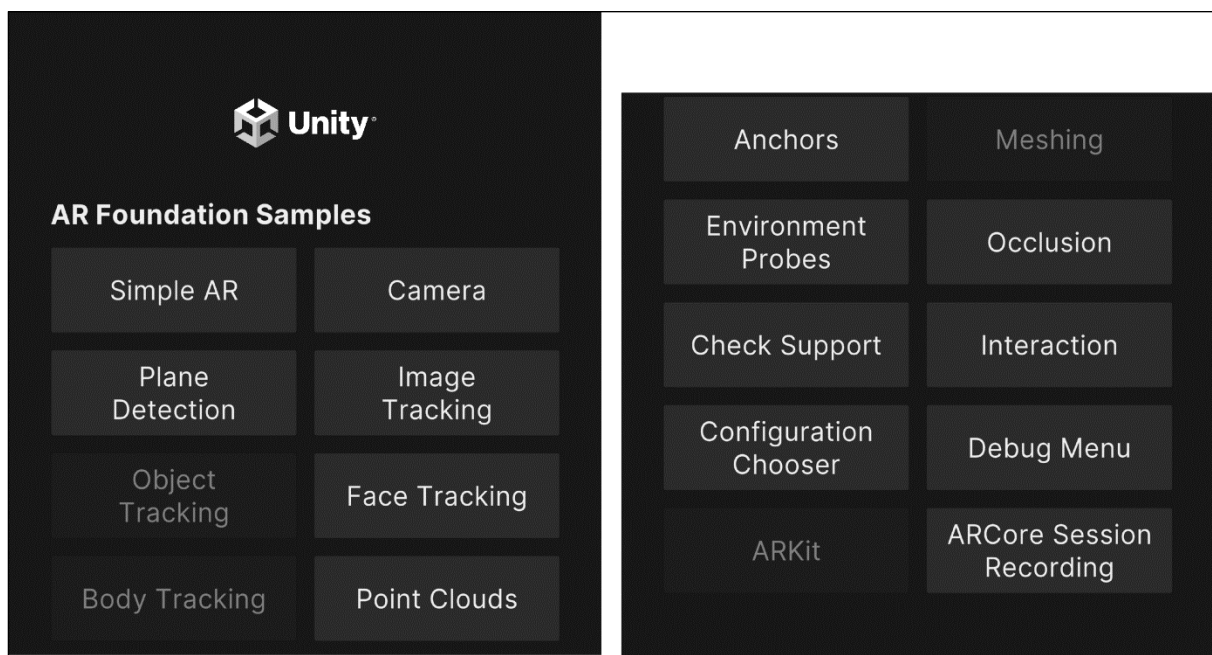 Unity
AR Foundation Samples
Simple AR
Camera
Plane
Detection
Image
Tracking
Object
Tracking
Face Tracking
Body Tracking
Point Clouds
Anchors
Meshing
Environment
Probes
Occlusion
Check Support
Interaction
Configuration
Chooser
Debug Menu
ARKit
ARCore Session
Recording